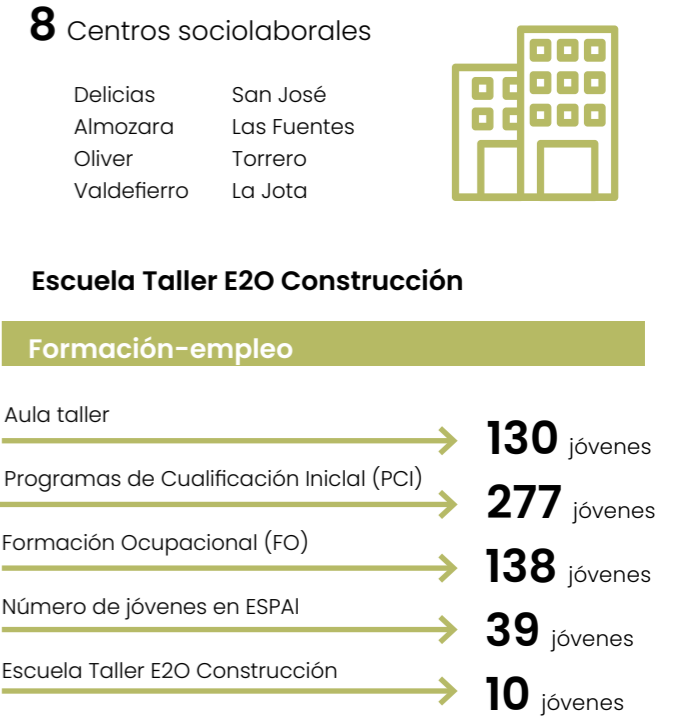 8 Centros sociolaborales
Delicias
Almozara
Oliver
Valdefierro
San José
Las Fuentes
Torrero
La Jota
Escuela Taller E2O Construcción
Formación-empleo
Aula taller
130 jóvenes
Programas de Cualificación Iniclal (PCI)
277 jóvenes
Formación Ocupacional (FO)
138 jóvenes
Número de jóvenes en ESPAl
39 jóvenes
Escuela Taller E2O Construcción
10 jóvenes